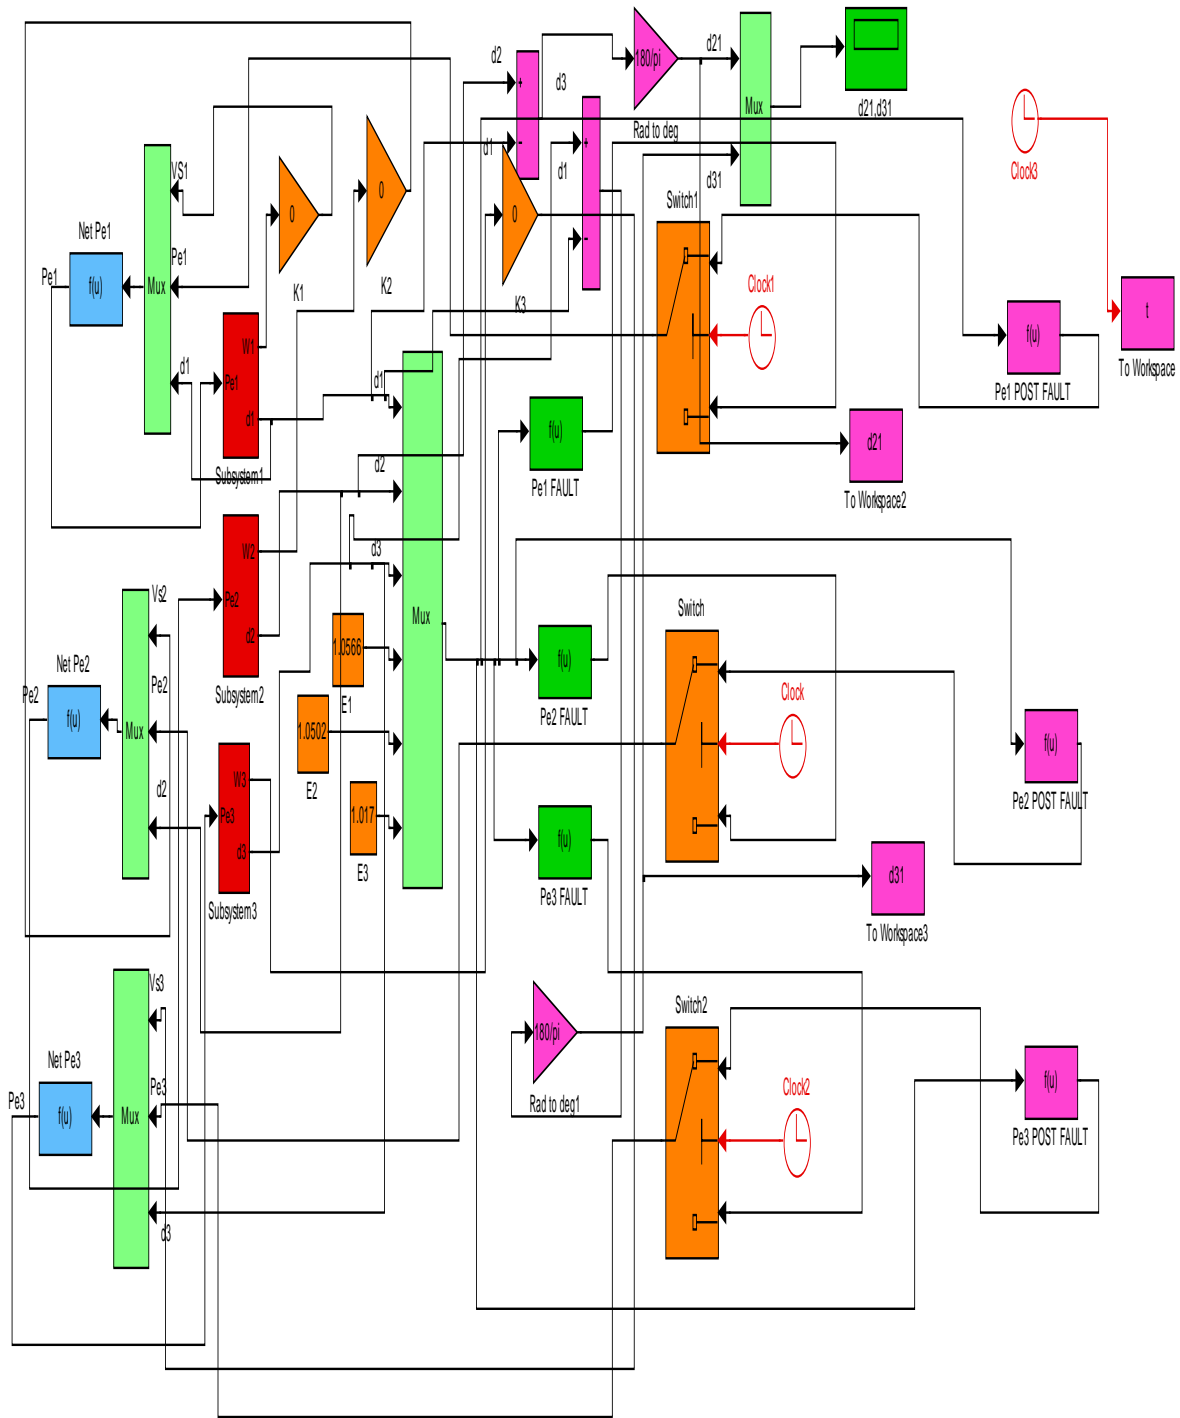 d2
d3
180/pi
d21
Mux
d21,d31
Clock3
Rad to deg
d1
d1
d31
VS1
Mux
Net Pe1
Pe1
Pe1
f(u)
d1
0
K1
0
K2
0
K3
Switch1
Clock1
f(u)
Pe1 POST FAULT
t
To Workspace
W1
Pe1
d1
Subsystem1
d1
d2
d3
Mux
f(u)
Pe1 FAULT
d21
To Workspace2
W2
Pe2
d2
Subsystem2
Vs2
Pe2
Mux
d2
Net Pe2
Pe2
f(u)
1.0566
E1
1.0502
E2
1.017
E3
f(u)
Pe2 FAULT
Switch
Clock
f(u)
Pe2 POST FAULT
W3
Pe3
d3
Subsystem3
f(u)
Pe3 FAULT
d31
To Workspace3
Vs3
Net Pe3
Pe3
f(u)
Mux
Pe3
d3
180/pi
Rad to deg1
Switch2
Clock2
f(u)
Pe3 POST FAULT